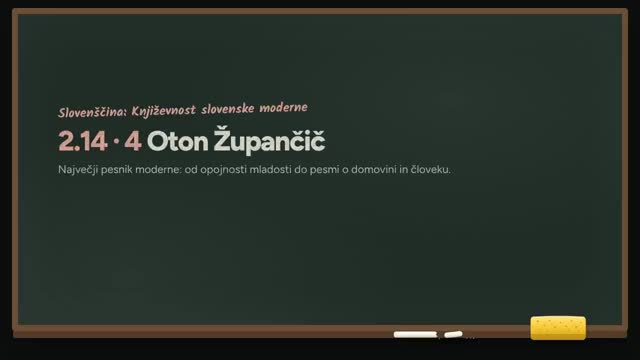 Slovenščina: Književnost slovenske moderne
2.14 · 4 Oton Župančič
Največji pesnik moderne: od opojnosti mladosti do pesmi o domovini in človeku.